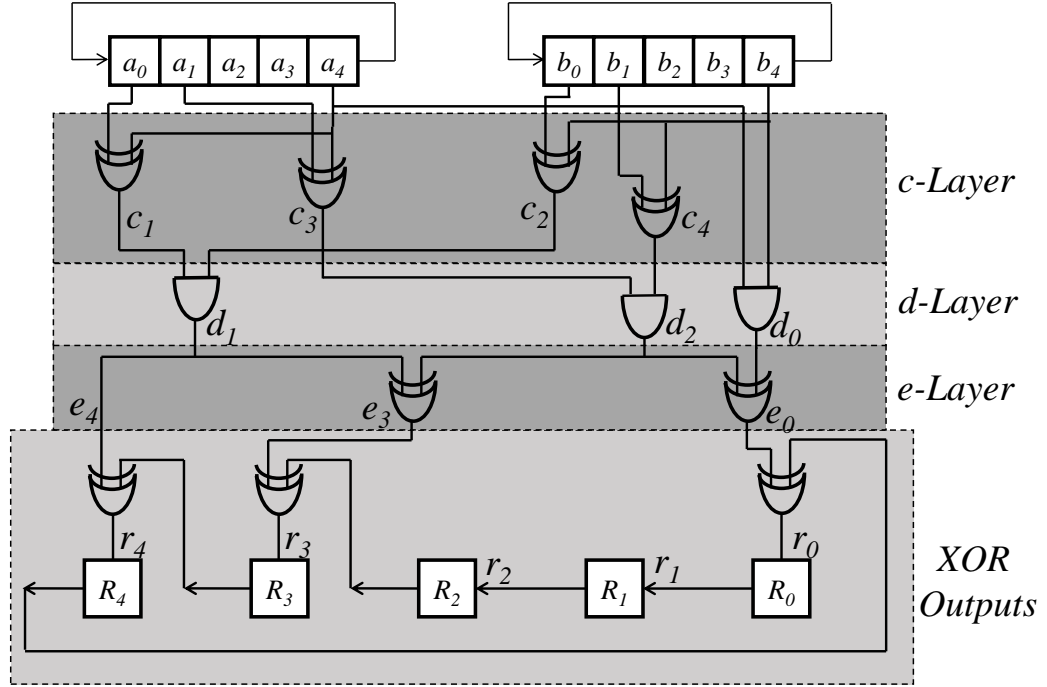 a₀ a₁ a₂ a₃ a₄
b₀ b₁ b₂ b₃ b₄
c-Layer
c₁ c₃ c₂ c₄
d-Layer
d₁ d₂ d₀
e-Layer
e₄ e₃ e₀
r₄ r₃ r₂ r₁ r₀
R₄ R₃ R₂ R₁ R₀
XOR
Outputs